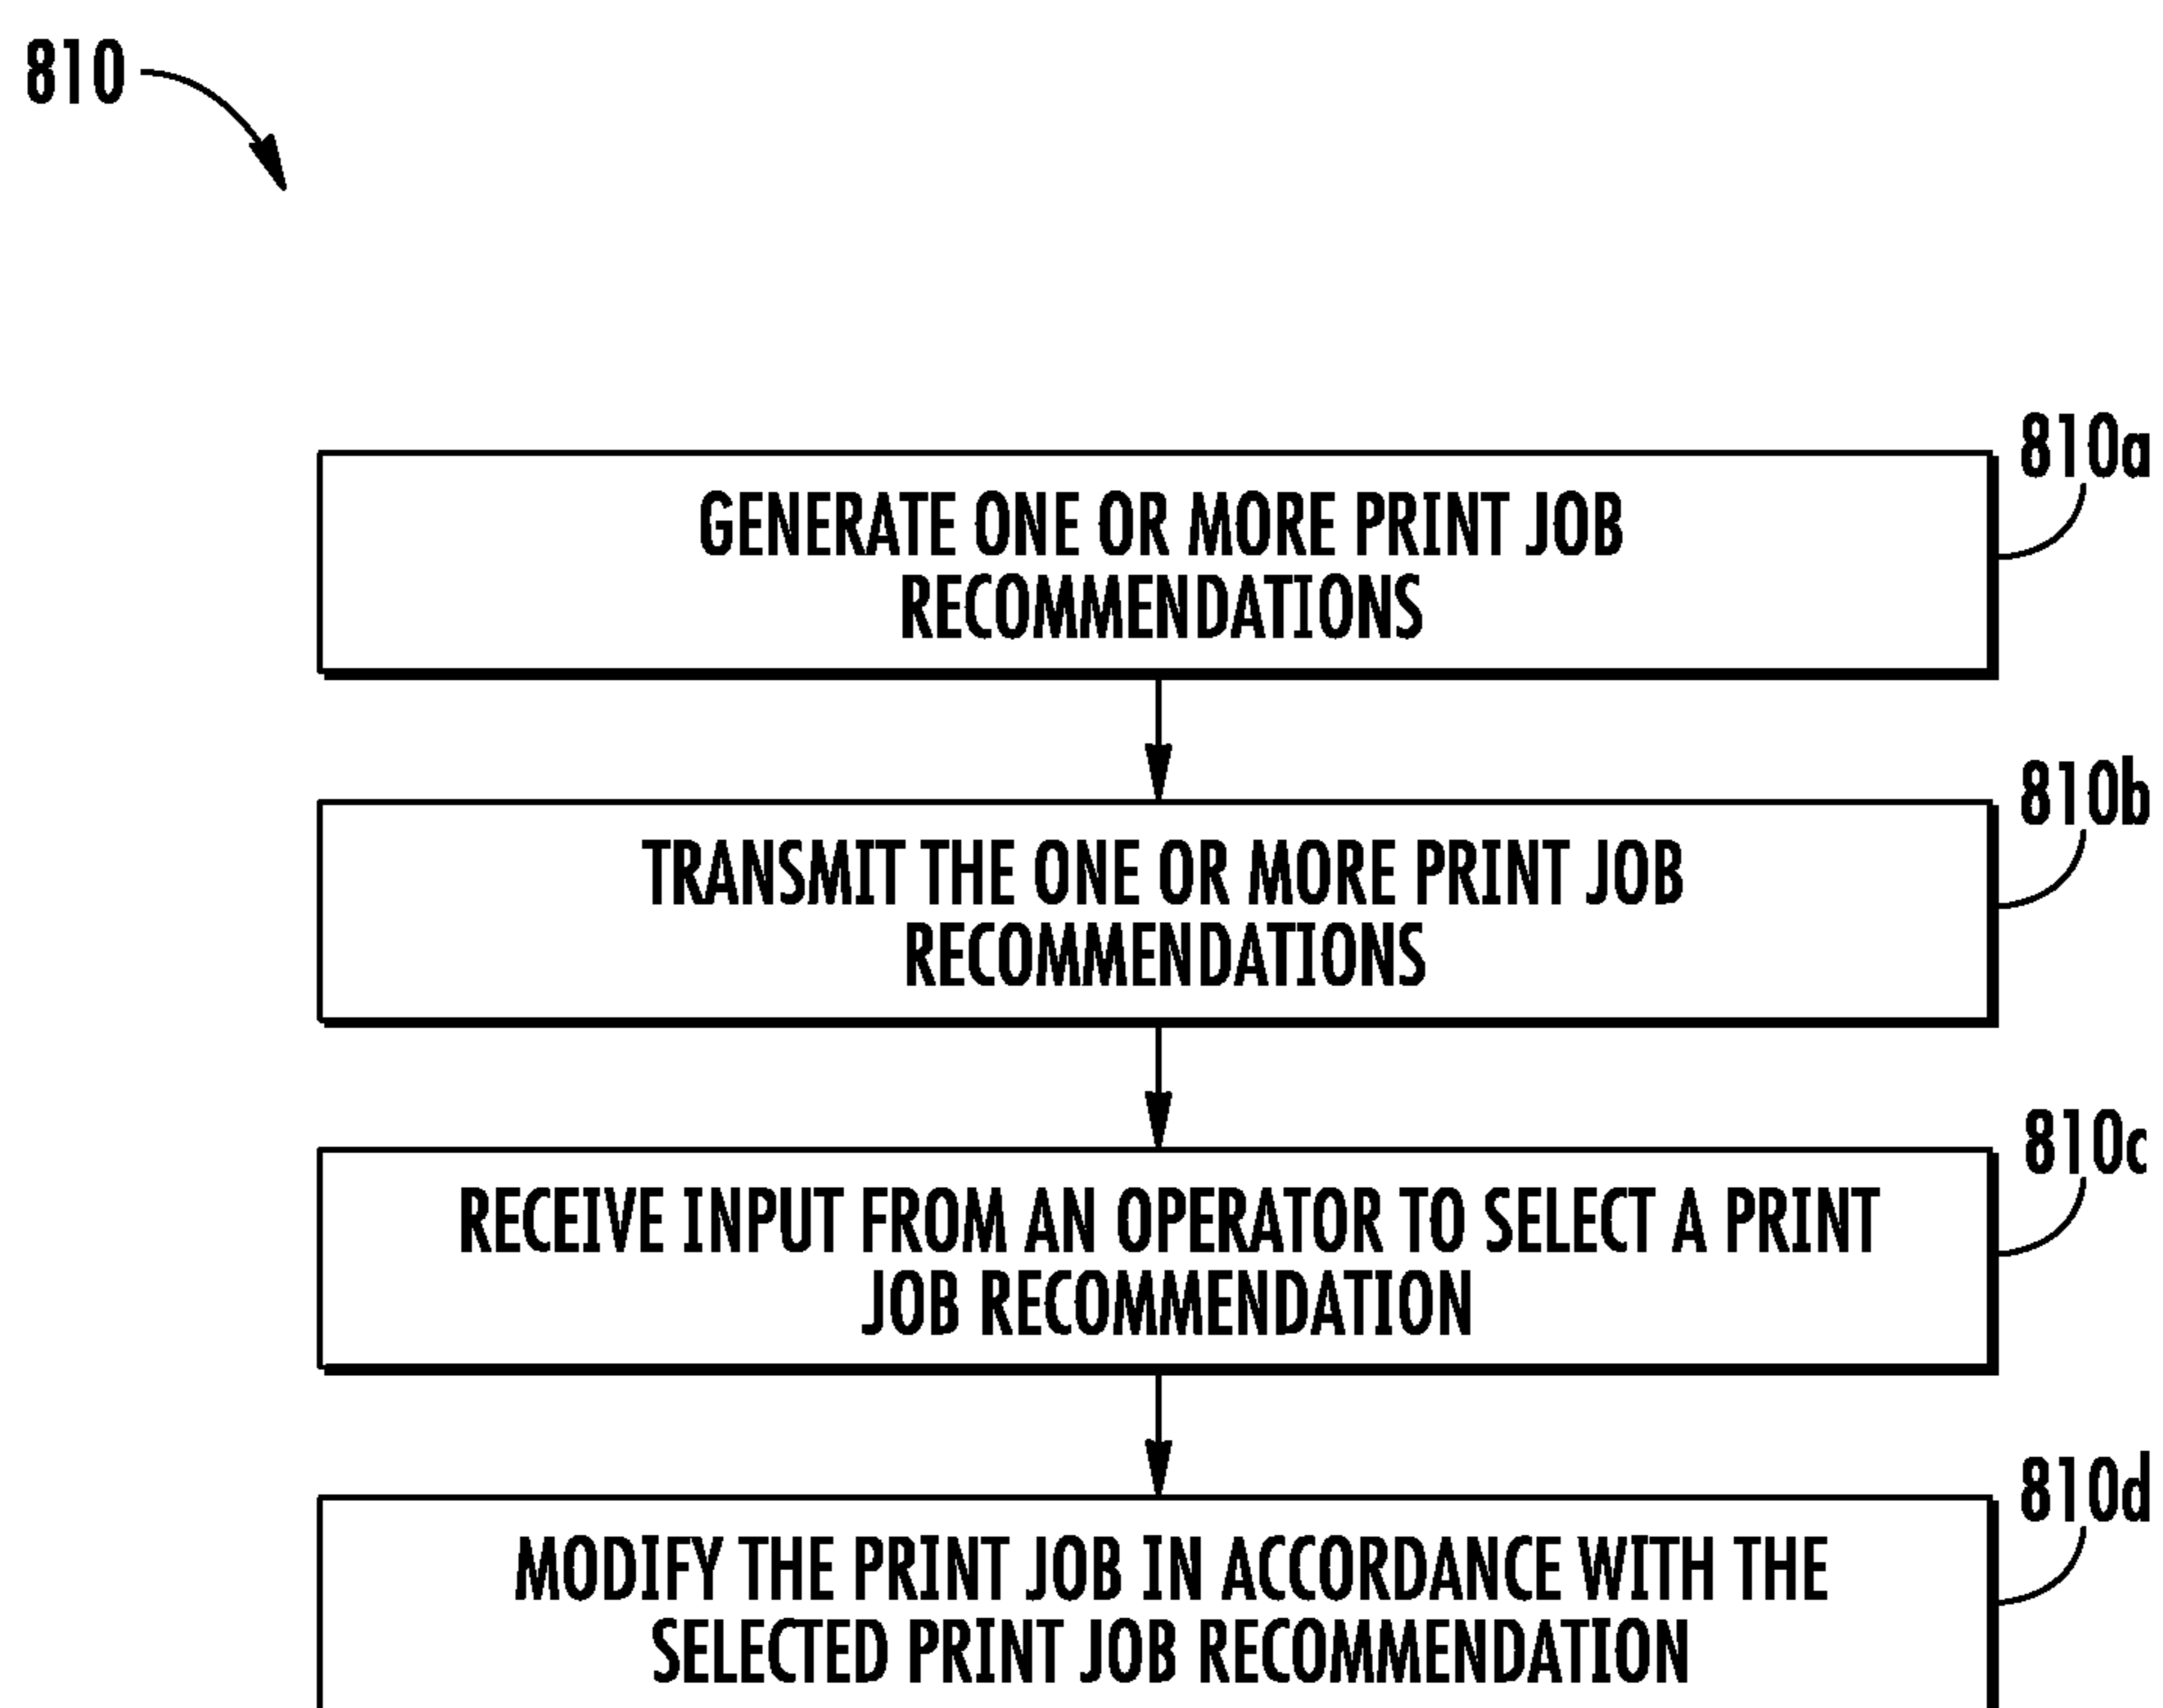 810
810a
GENERATE ONE OR MORE PRINT JOB
RECOMMENDATIONS
810b
TRANSMIT THE ONE OR MORE PRINT JOB
RECOMMENDATIONS
810c
RECEIVE INPUT FROM AN OPERATOR TO SELECT A PRINT
JOB RECOMMENDATION
810d
MODIFY THE PRINT JOB IN ACCORDANCE WITH THE
SELECTED PRINT JOB RECOMMENDATION